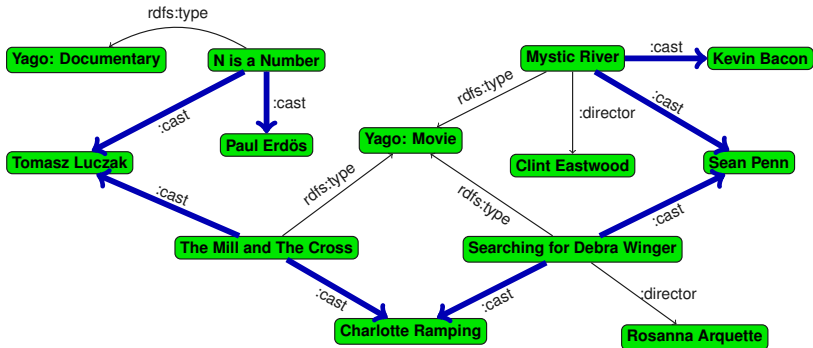 rdfs:type
Yago: Documentary
N is a Number
Mystic River
:cast
Kevin Bacon
:cast
:cast
rdfs:type
:cast
:director
Paul Erdös
Yago: Movie
Tomasz Luczak
Clint Eastwood
Sean Penn
:cast
rdfs:type
rdfs:type
:cast
The Mill and The Cross
Searching for Debra Winger
:cast
:cast
:director
Charlotte Ramping
Rosanna Arquette